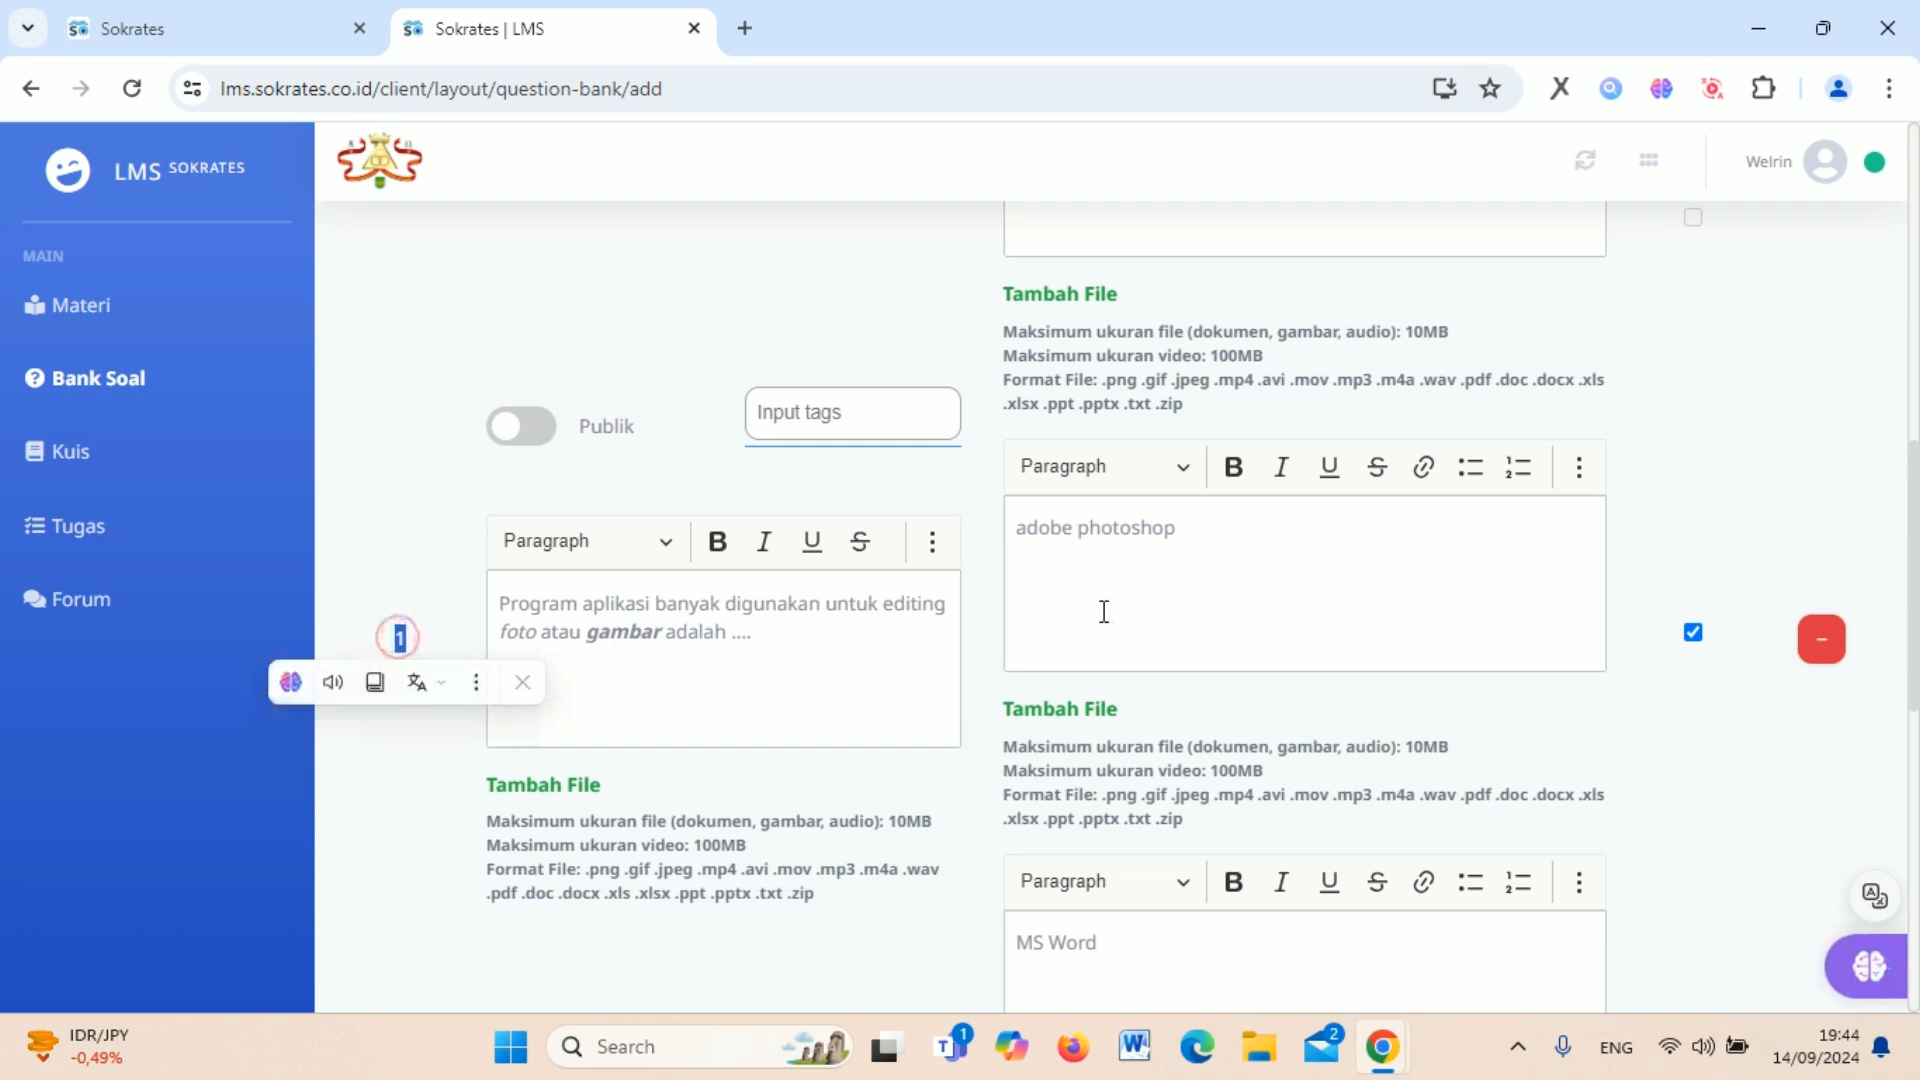 Sokrates
Sokrates | LMS
lms.sokrates.co.id/client/layout/question-bank/add
LMS SOKRATES
Welrin
MAIN
Materi
Bank Soal
Kuis
Tugas
Forum
Publik
Input tags
1
Paragraph B I U S
Program aplikasi banyak digunakan untuk editing
foto atau gambar adalah ....
Tambah File
Maksimum ukuran file (dokumen, gambar, audio): 10MB
Maksimum ukuran video: 100MB
Format File: .png .gif .jpeg .mp4 .avi .mov .mp3 .m4a .wav
.pdf .doc .docx .xls .xlsx .ppt .pptx .txt .zip
Tambah File
Maksimum ukuran file (dokumen, gambar, audio): 10MB
Maksimum ukuran video: 100MB
Format File: .png .gif .jpeg .mp4 .avi .mov .mp3 .m4a .wav .pdf .doc .docx .xls
.xlsx .ppt .pptx .txt .zip
Paragraph B I U S
adobe photoshop
Tambah File
Maksimum ukuran file (dokumen, gambar, audio): 10MB
Maksimum ukuran video: 100MB
Format File: .png .gif .jpeg .mp4 .avi .mov .mp3 .m4a .wav .pdf .doc .docx .xls
.xlsx .ppt .pptx .txt .zip
Paragraph B I U S
MS Word
IDR/JPY
-0,49%
Search
1
2
ENG
19:44
14/09/2024